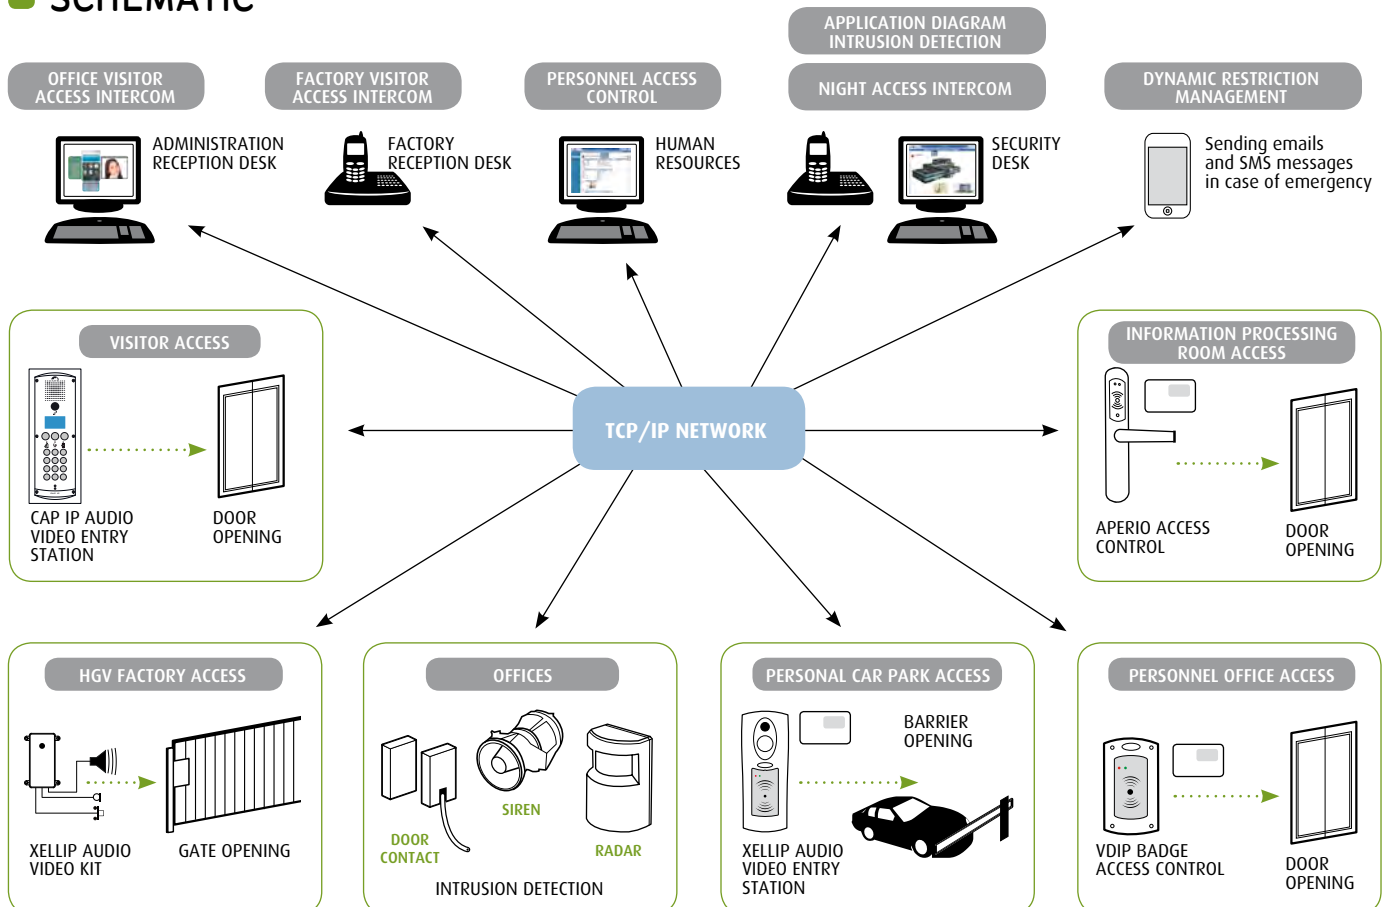 SCHEMATIC
APPLICATION DIAGRAM
INTRUSION DETECTION
OFFICE VISITOR
ACCESS INTERCOM
FACTORY VISITOR
ACCESS INTERCOM
PERSONNEL ACCESS
CONTROL
NIGHT ACCESS INTERCOM
DYNAMIC RESTRICTION
MANAGEMENT
ADMINISTRATION
RECEPTION DESK
FACTORY
RECEPTION DESK
HUMAN
RESOURCES
SECURITY
DESK
Sending emails
and SMS messages
in case of emergency
VISITOR ACCESS
CAP IP AUDIO
VIDEO ENTRY
STATION
DOOR
OPENING
TCP/IP NETWORK
INFORMATION PROCESSING
ROOM ACCESS
APERIO ACCESS
CONTROL
DOOR
OPENING
HGV FACTORY ACCESS
XELLIP AUDIO
VIDEO KIT
GATE OPENING
OFFICES
DOOR
CONTACT
SIREN
RADAR
INTRUSION DETECTION
PERSONAL CAR PARK ACCESS
BARRIER
OPENING
XELLIP AUDIO
VIDEO ENTRY
STATION
PERSONNEL OFFICE ACCESS
VDIP BADGE
ACCESS CONTROL
DOOR
OPENING